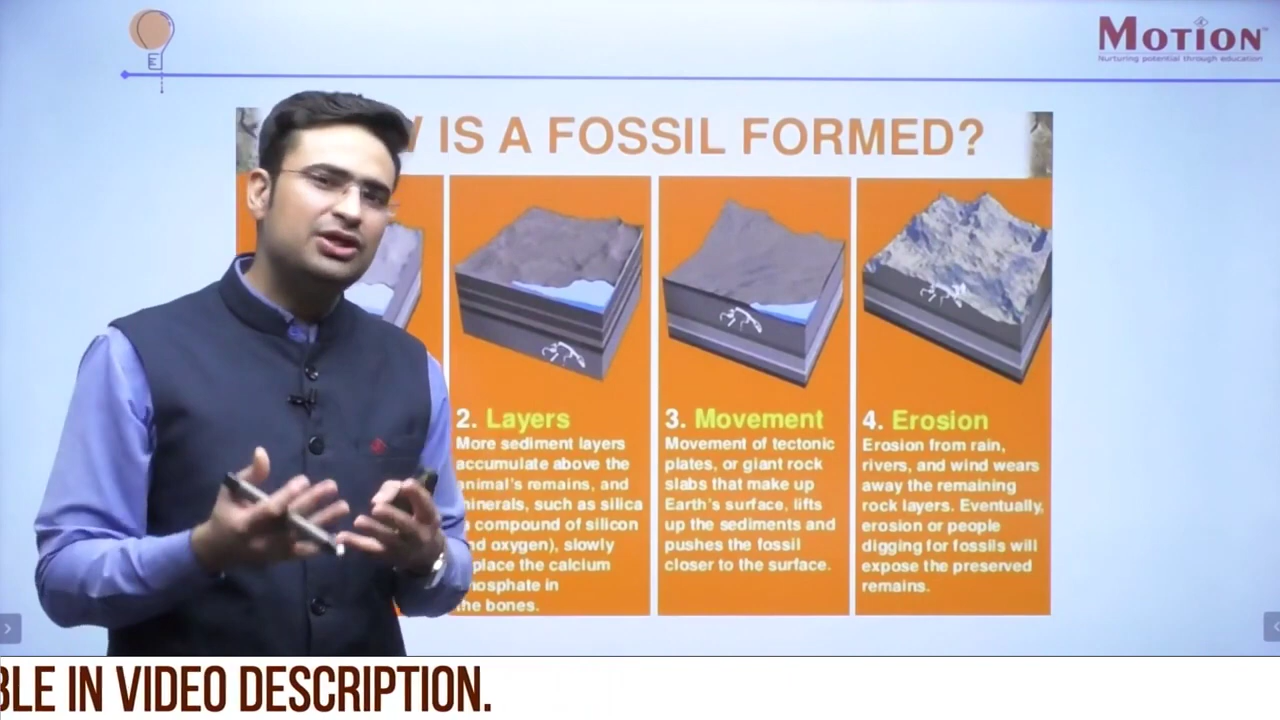 MOTION
Nurturing potential through education
IS A FOSSIL FORMED?
2. Layers
More sediment layers
accumulate above the
animal's remains, and
minerals, such as silica
compound of silicon
nd oxygen), slowly
place the calcium
hosphate in
the bones.
3. Movement
Movement of tectonic
plates, or giant rock
slabs that make up
Earth's surface, lifts
up the sediments and
pushes the fossil
closer to the surface.
4. Erosion
Erosion from rain,
rivers, and wind wears
away the remaining
rock layers. Eventually,
erosion or people
digging for fossils will
expose the preserved
remains.
BLE IN VIDEO DESCRIPTION.